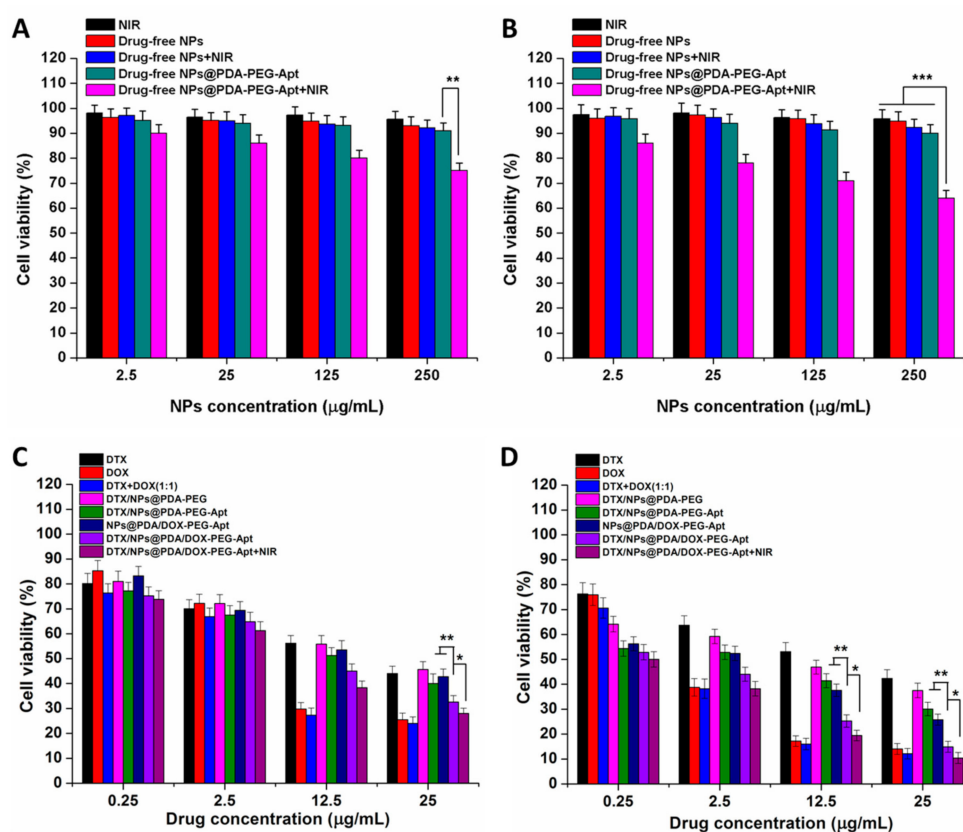 A
NIR
Drug-free NPs
Drug-free NPs+NIR
Drug-free NPs@PDA-PEG-Apt
Drug-free NPs@PDA-PEG-Apt+NIR
**
120
110
100
90
80
70
60
50
40
30
20
10
0
Cell viability (%)
2.5 25 125 250
NPs concentration (μg/mL)
B
NIR
Drug-free NPs
Drug-free NPs+NIR
Drug-free NPs@PDA-PEG-Apt
Drug-free NPs@PDA-PEG-Apt+NIR
***
120
110
100
90
80
70
60
50
40
30
20
10
0
Cell viability (%)
2.5 25 125 250
NPs concentration (μg/mL)
C
DTX
DOX
DTX+DOX(1:1)
DTX/NPs@PDA-PEG
DTX/NPs@PDA-PEG-Apt
NPs@PDA/DOX-PEG-Apt
DTX/NPs@PDA/DOX-PEG-Apt
DTX/NPs@PDA/DOX-PEG-Apt+NIR
**
*
120
110
100
90
80
70
60
50
40
30
20
10
0
Cell viability (%)
0.25 2.5 12.5 25
Drug concentration (μg/mL)
D
DTX
DOX
DTX+DOX(1:1)
DTX/NPs@PDA-PEG
DTX/NPs@PDA-PEG-Apt
NPs@PDA/DOX-PEG-Apt
DTX/NPs@PDA/DOX-PEG-Apt
DTX/NPs@PDA/DOX-PEG-Apt+NIR
**
*
**
*
120
110
100
90
80
70
60
50
40
30
20
10
0
Cell viability (%)
0.25 2.5 12.5 25
Drug concentration (μg/mL)